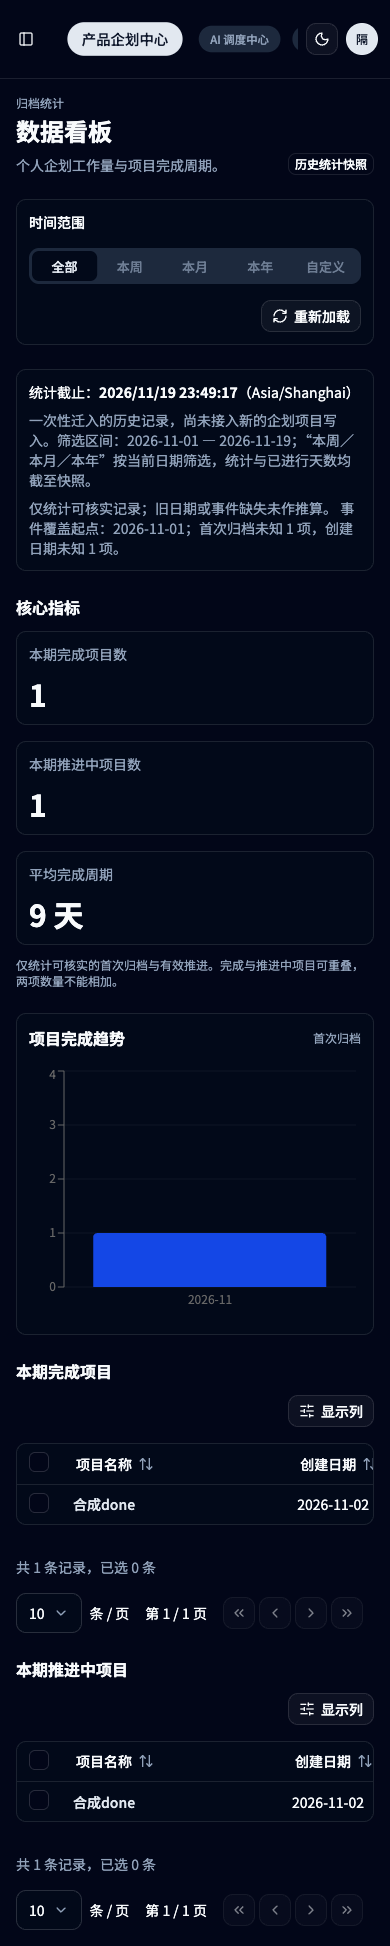 产品企划中心
AI 调度中心
隔
归档统计
数据看板
个人企划工作量与项目完成周期。
历史统计快照
时间范围
全部 本周 本月 本年 自定义
重新加载
统计截止：2026/11/19 23:49:17（Asia/Shanghai）
一次性迁入的历史记录，尚未接入新的企划项目写
入。筛选区间：2026-11-01 — 2026-11-19；“本周／
本月／本年”按当前日期筛选，统计与已进行天数均
截至快照。
仅统计可核实记录；旧日期或事件缺失未作推算。 事
件覆盖起点：2026-11-01；首次归档未知 1 项，创建
日期未知 1 项。
核心指标
本期完成项目数
1
本期推进中项目数
1
平均完成周期
9 天
仅统计可核实的首次归档与有效推进。完成与推进中项目可重叠，
两项数量不能相加。
项目完成趋势
首次归档
4
3
2
1
0
2026-11
本期完成项目
显示列
项目名称 创建日期
合成done 2026-11-02
共 1 条记录，已选 0 条
10 条 / 页 第 1 / 1 页
本期推进中项目
显示列
项目名称 创建日期
合成done 2026-11-02
共 1 条记录，已选 0 条
10 条 / 页 第 1 / 1 页